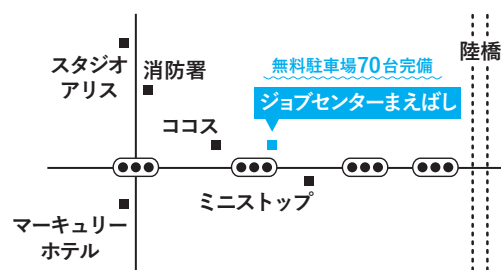 スタジオ
アリス
消防署
無料駐車場70台完備
陸橋
ジョブセンターまえばし
ココス
ミニストップ
マーキュリー
ホテル